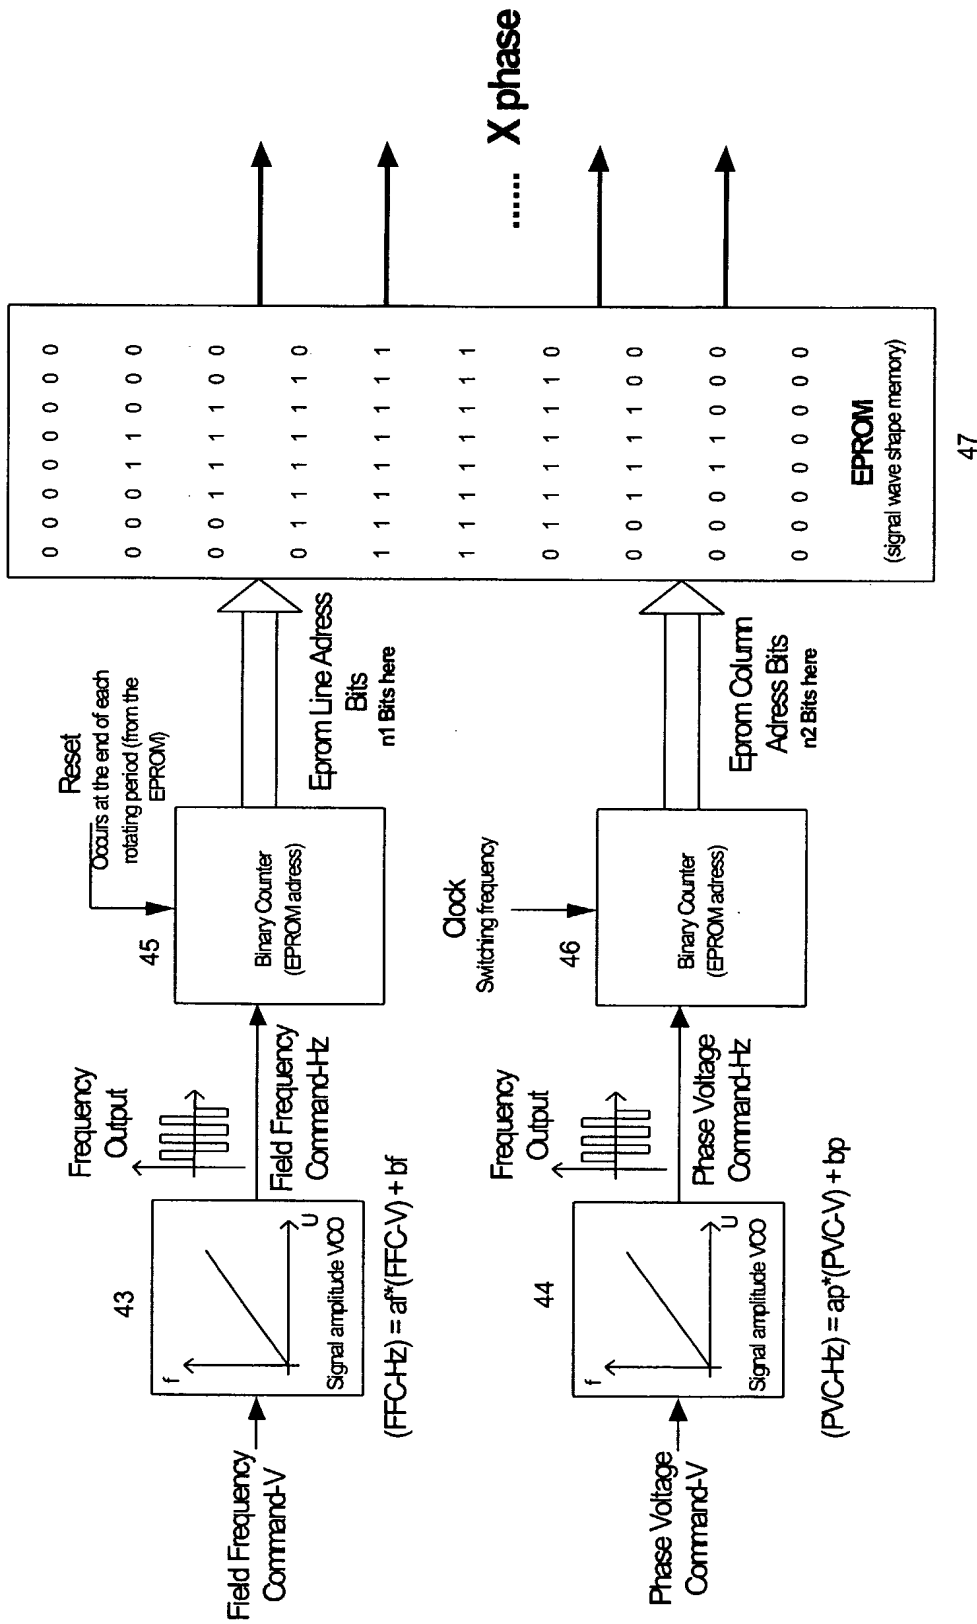 Reset
Occurs at the end of each
rotating period (from the
EPROM)
Frequency
Output
43
45
Field Frequency
Command-V
f
U
Signal amplitude VCO
Field Frequency
Command-Hz
(FFC-Hz) = af*(FFC-V) + bf
Binary Counter
(EPROM adress)
Eprom Line Adress
Bits
n1 Bits here
Clock
Switching frequency
Frequency
Output
44
46
Phase Voltage
Command-V
f
U
Signal amplitude VCO
Phase Voltage
Command-Hz
(PVC-Hz) = ap*(PVC-V) + bp
Binary Counter
(EPROM adress)
Eprom Column
Adress Bits
n2 Bits here
0 0 0 0 0 0 0 0
0 0 0 1 1 0 0 0
0 0 1 1 1 1 0 0
0 1 1 1 1 1 1 0
1 1 1 1 1 1 1 1
1 1 1 1 1 1 1 1
0 1 1 1 1 1 1 0
0 0 1 1 1 1 0 0
0 0 0 1 1 0 0 0
0 0 0 0 0 0 0 0
EPROM
(signal wave shape memory)
47
...... X phase